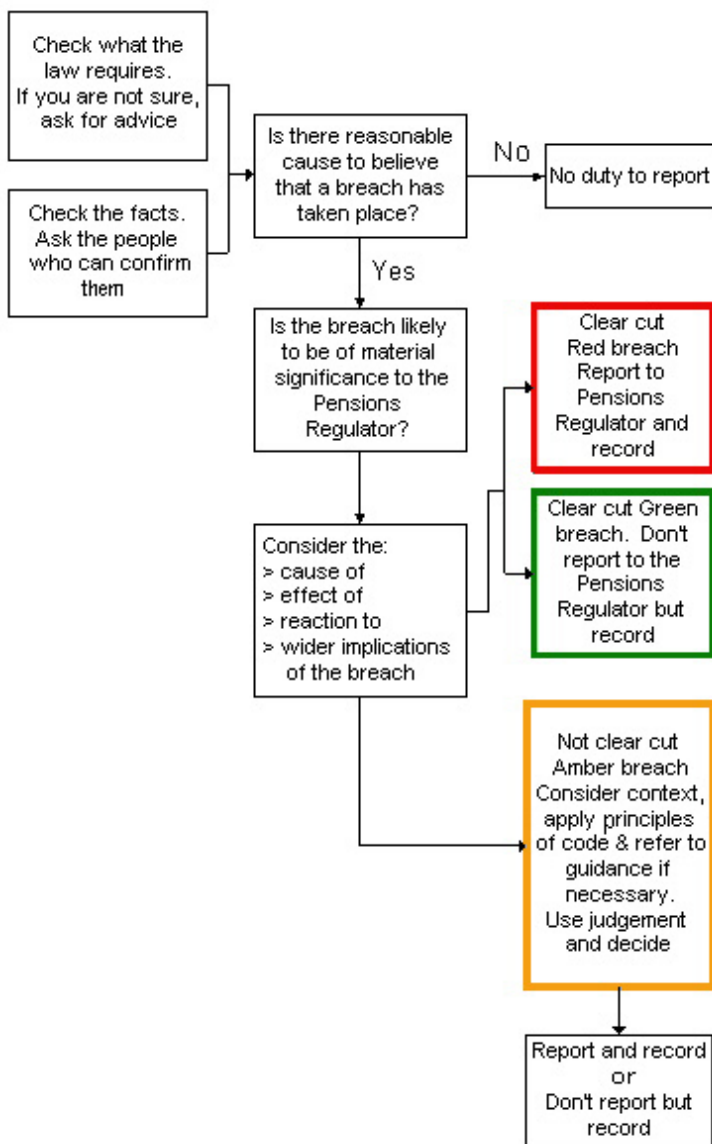 Check what the
law requires.
If you are not sure,
ask for advice
Check the facts.
Ask the people
who can confirm
them
Is there reasonable
cause to believe
that a breach has
taken place?
No
No duty to report
Yes
Is the breach likely
to be of material
significance to the
Pensions
Regulator?
Clear cut
Red breach
Report to
Pensions
Regulator and
record
Clear cut Green
breach. Don't
report to the
Pensions
Regulator but
record
Consider the:
> cause of
> effect of
> reaction to
> wider implications
of the breach
Not clear cut
Amber breach
Consider context,
apply principles
of code & refer to
guidance if
necessary.
Use judgement
and decide
Report and record
or
Don't report but
record